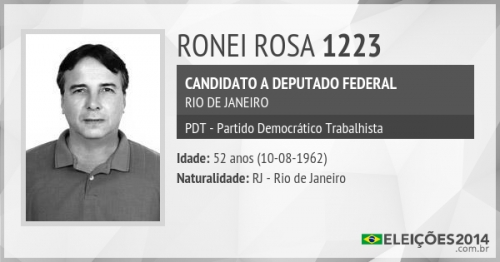 RONEI ROSA 1223
CANDIDATO A DEPUTADO FEDERAL
RIO DE JANEIRO
PDT - Partido Democrático Trabalhista
Idade: 52 anos (10-08-1962)
Naturalidade: RJ - Rio de Janeiro
ELEIÇÕES2014
.com.br